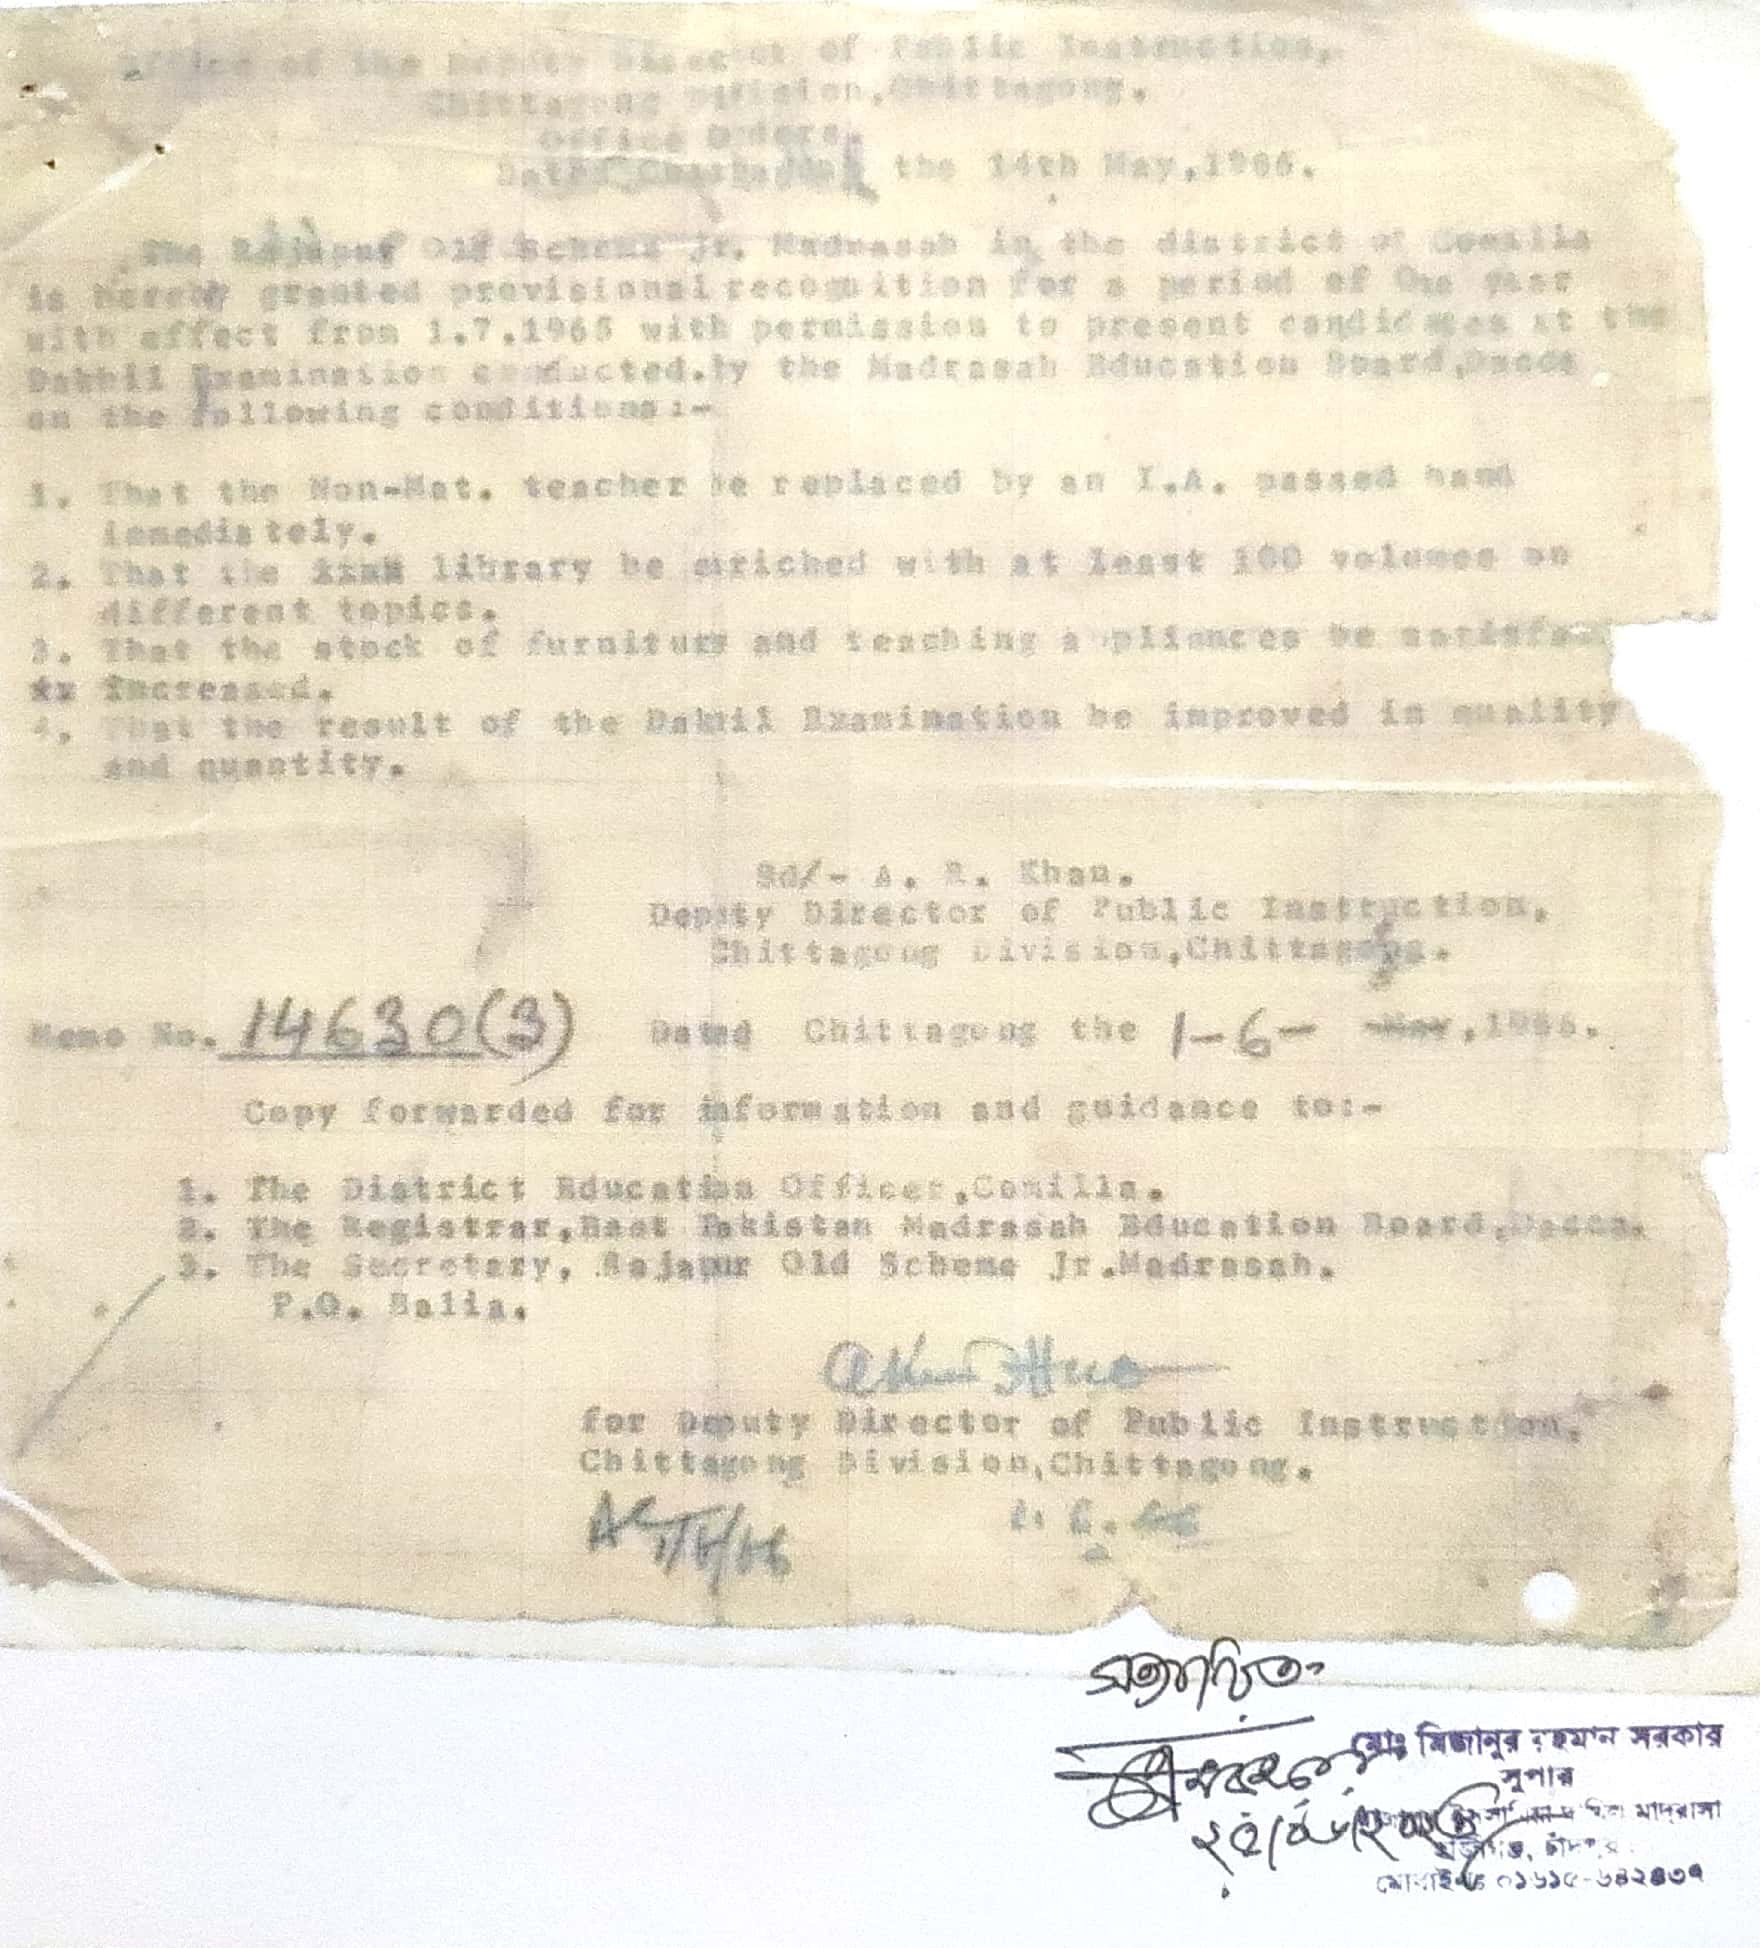 Office of the Deputy Director of Public Instruction,
Chittagong Division,Chittagong.
Office Orders.
Dated the 14th May,1966.
The Rajapur Old Scheme Jr. Madrasah in the district of Comilla
is hereby granted provisional recognition for a period of One year
with effect from 1.7.1965 with permission to present candidates at the
Dakhil Examination conducted.by the Madrasah Education Board,Dacca
on the following conditions:-
1. That the Non-Mat. teacher be replaced by an I.A. passed hand
immediately.
2. That the library be enriched with at least 100 volumes on
different topics.
3. That the stock of furniture and teaching appliances be
increased.
4. That the result of the Dakhil Examination be improved in quality
and quantity.
Sd/- A. R. Khan.
Deputy Director of Public Instruction,
Chittagong Division,Chittagong.
Memo No. 14630(3) Dated Chittagong the 1-6- May,1966.
Copy forwarded for information and guidance to:-
1. The District Education Officer,Comilla.
2. The Registrar,East Pakistan Madrasah Education Board,Dacca.
3. The Secretary, Rajapur Old Scheme Jr.Madrasah.
P.O. Balia.
for Deputy Director of Public Instruction,
Chittagong Division,Chittagong.
1.6.66
সত্যায়িত
মোঃ মিজানুর রহমান সরকার
সুপার
মাদরাসা
০১৬১৫-৬৪২৪৩৭